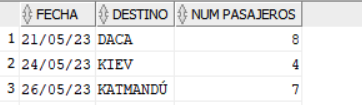 FECHA DESTINO NUM PASAJEROS
1 21/05/23 DACA 8
2 24/05/23 KIEV 4
3 26/05/23 KATMANDÚ 7